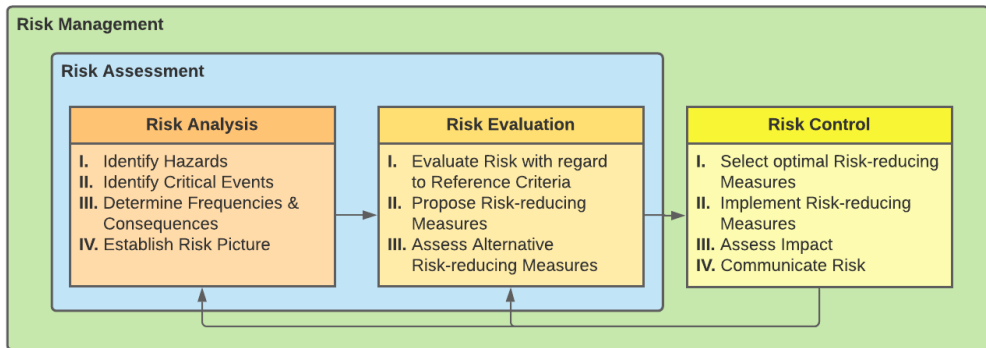 Risk Management
Risk Assessment
Risk Analysis
I. Identify Hazards
II. Identify Critical Events
III. Determine Frequencies &
Consequences
IV. Establish Risk Picture
Risk Evaluation
I. Evaluate Risk with regard
to Reference Criteria
II. Propose Risk-reducing
Measures
III. Assess Alternative
Risk-reducing Measures
Risk Control
I. Select optimal Risk-reducing
Measures
II. Implement Risk-reducing
Measures
III. Assess Impact
IV. Communicate Risk